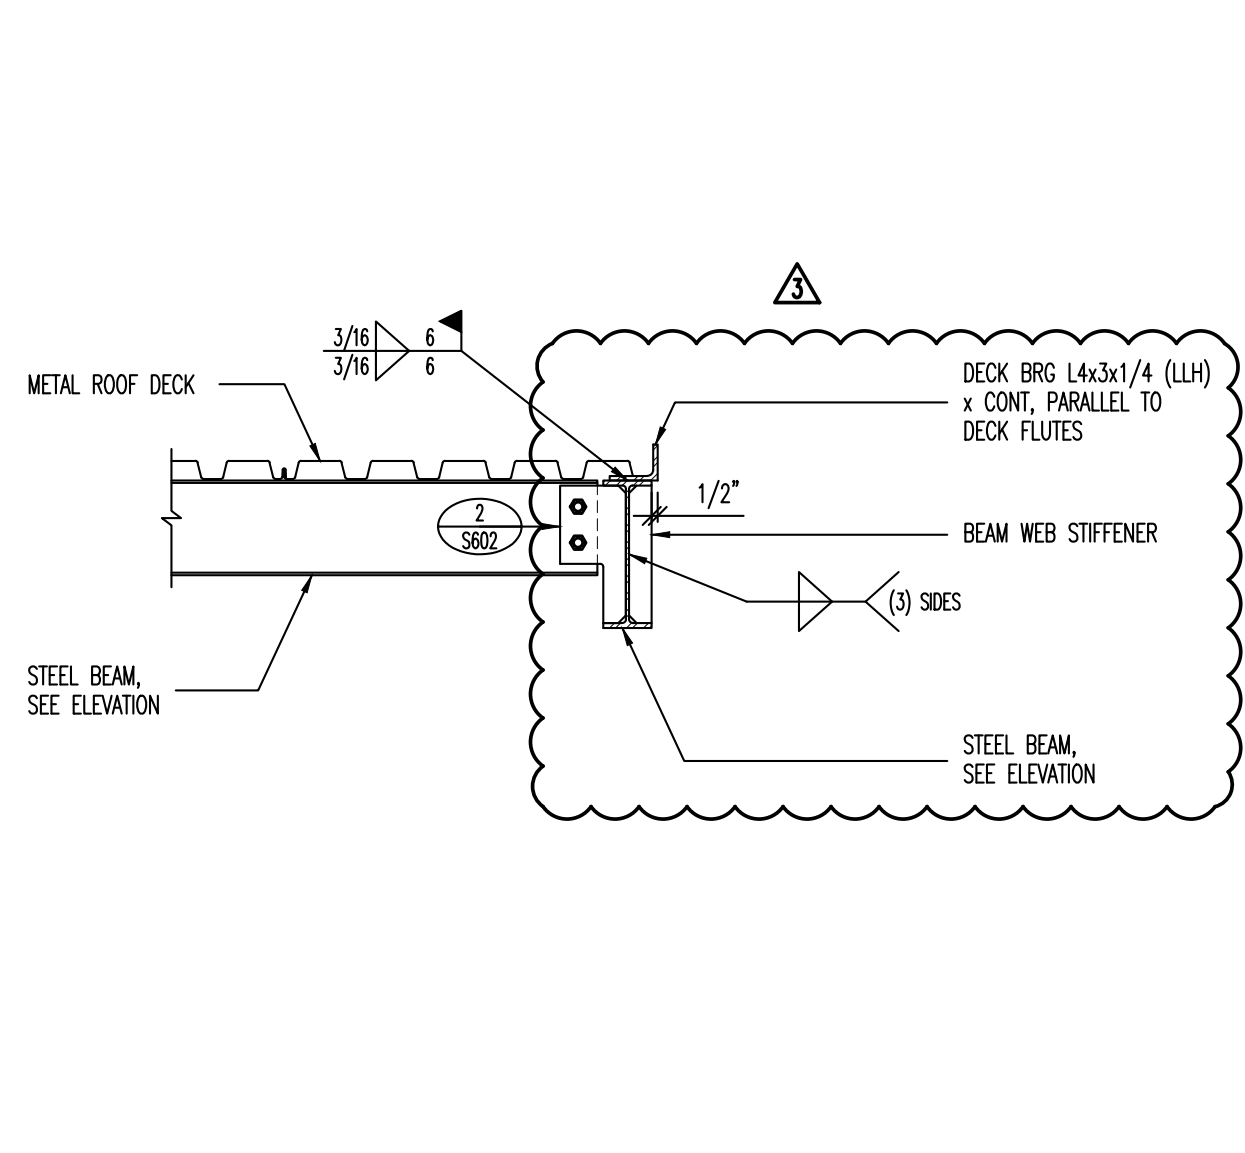 3
3/16 6
3/16 6
METAL ROOF DECK
DECK BRG L4x3x1/4 (LLH)
x CONT, PARALLEL TO
DECK FLUTES
1/2”
2
S602
BEAM WEB STIFFENER
(3) SIDES
STEEL BEAM,
SEE ELEVATION
STEEL BEAM,
SEE ELEVATION